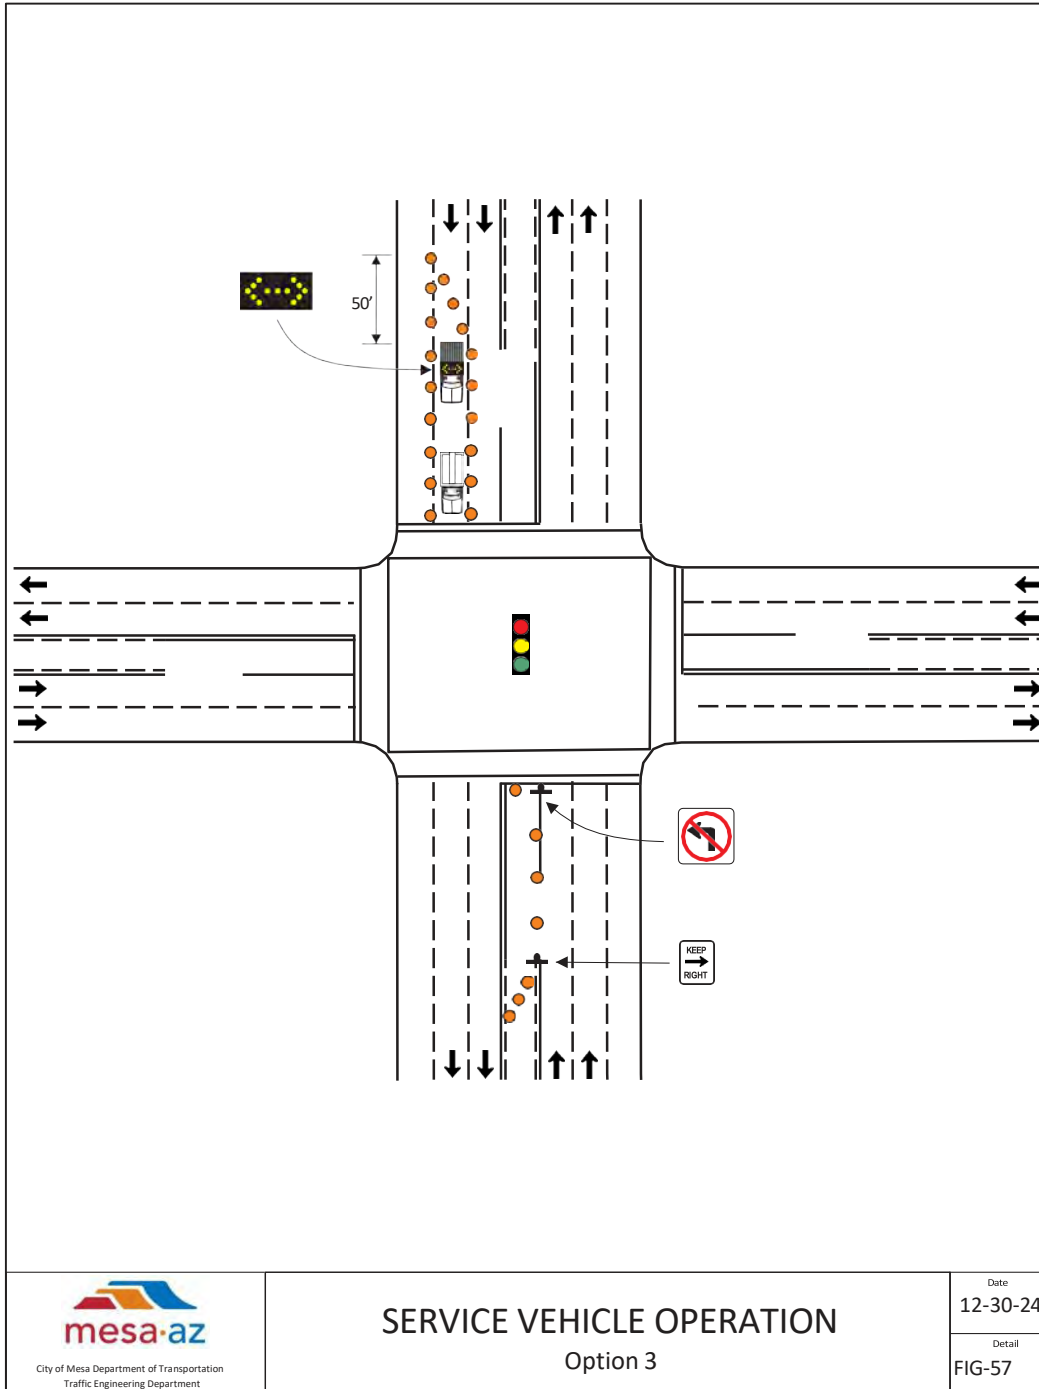 50'
KEEP
RIGHT
mesa·az
City of Mesa Department of Transportation
Traffic Engineering Department
SERVICE VEHICLE OPERATION
Option 3
Date
12-30-24
Detail
FIG-57